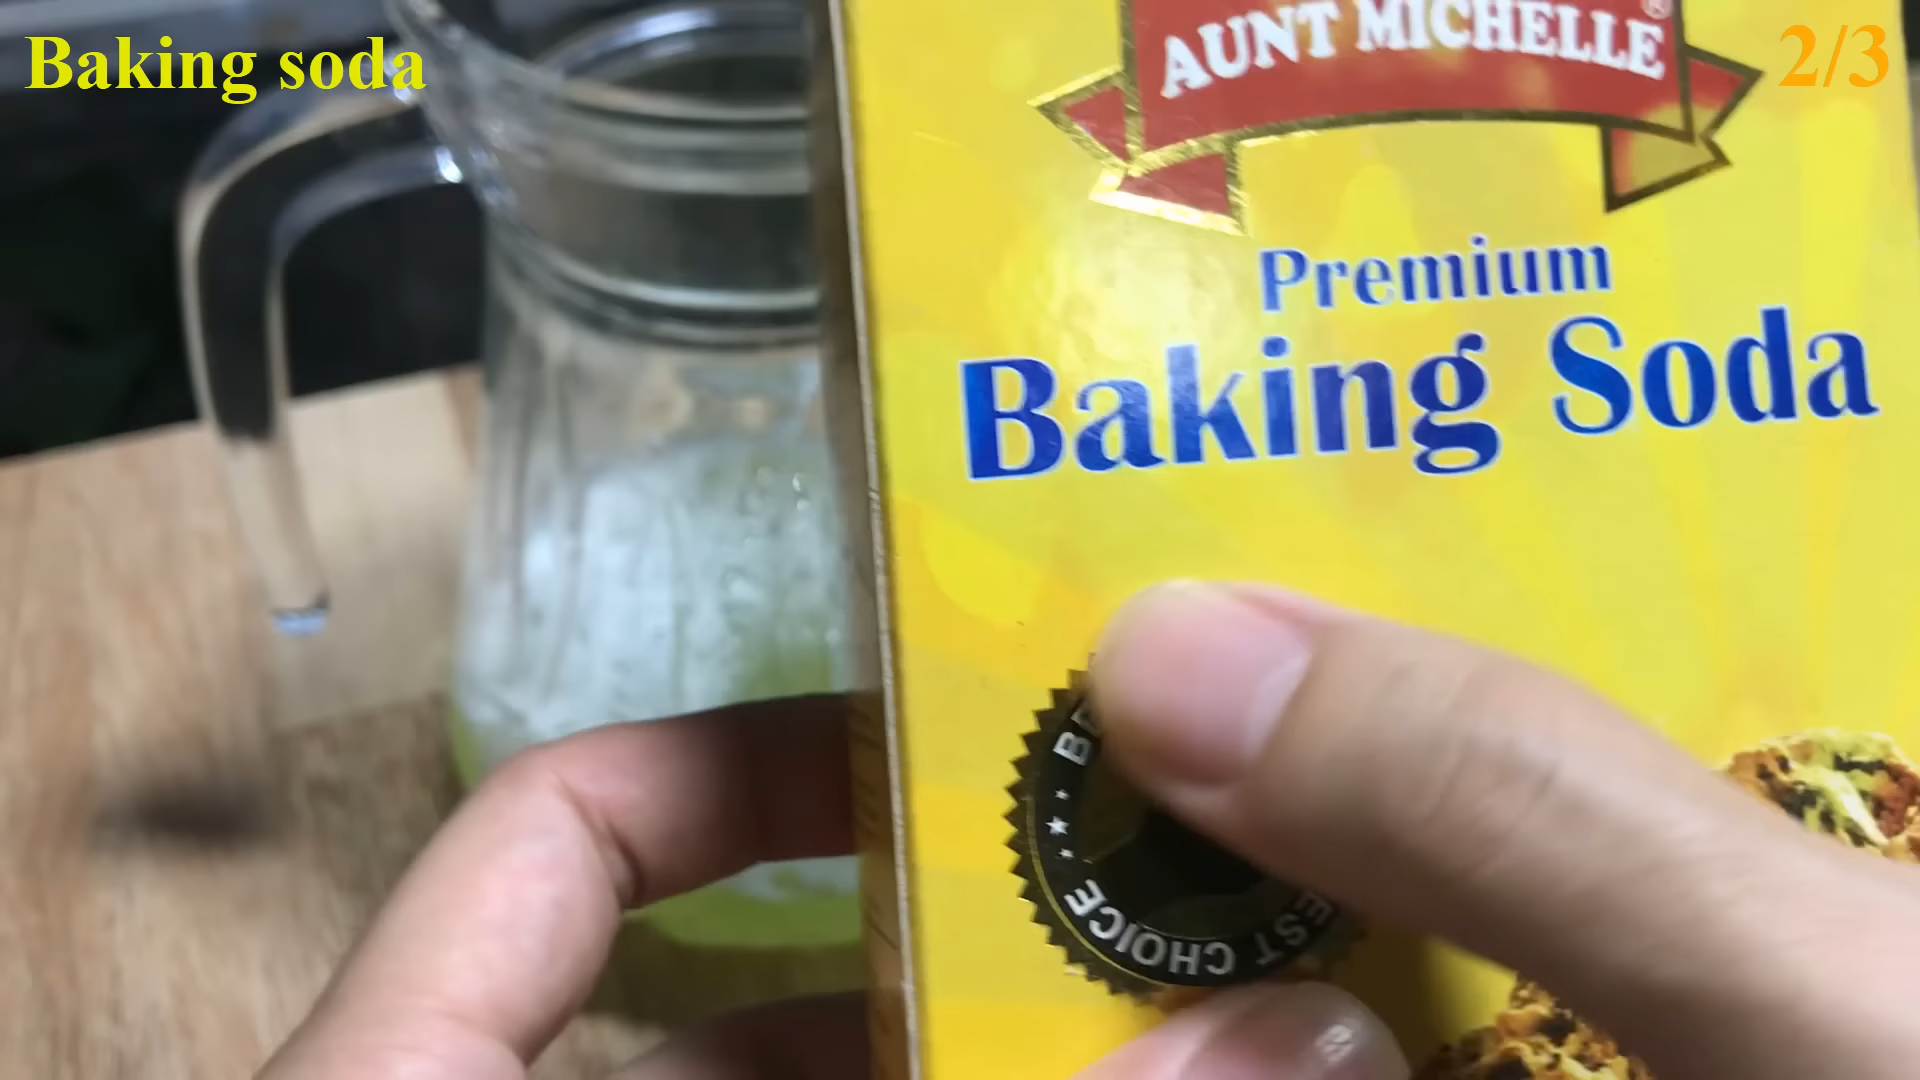 Baking soda
2/3
AUNT MICHELLE®
Premium
Baking Soda
CHOICE